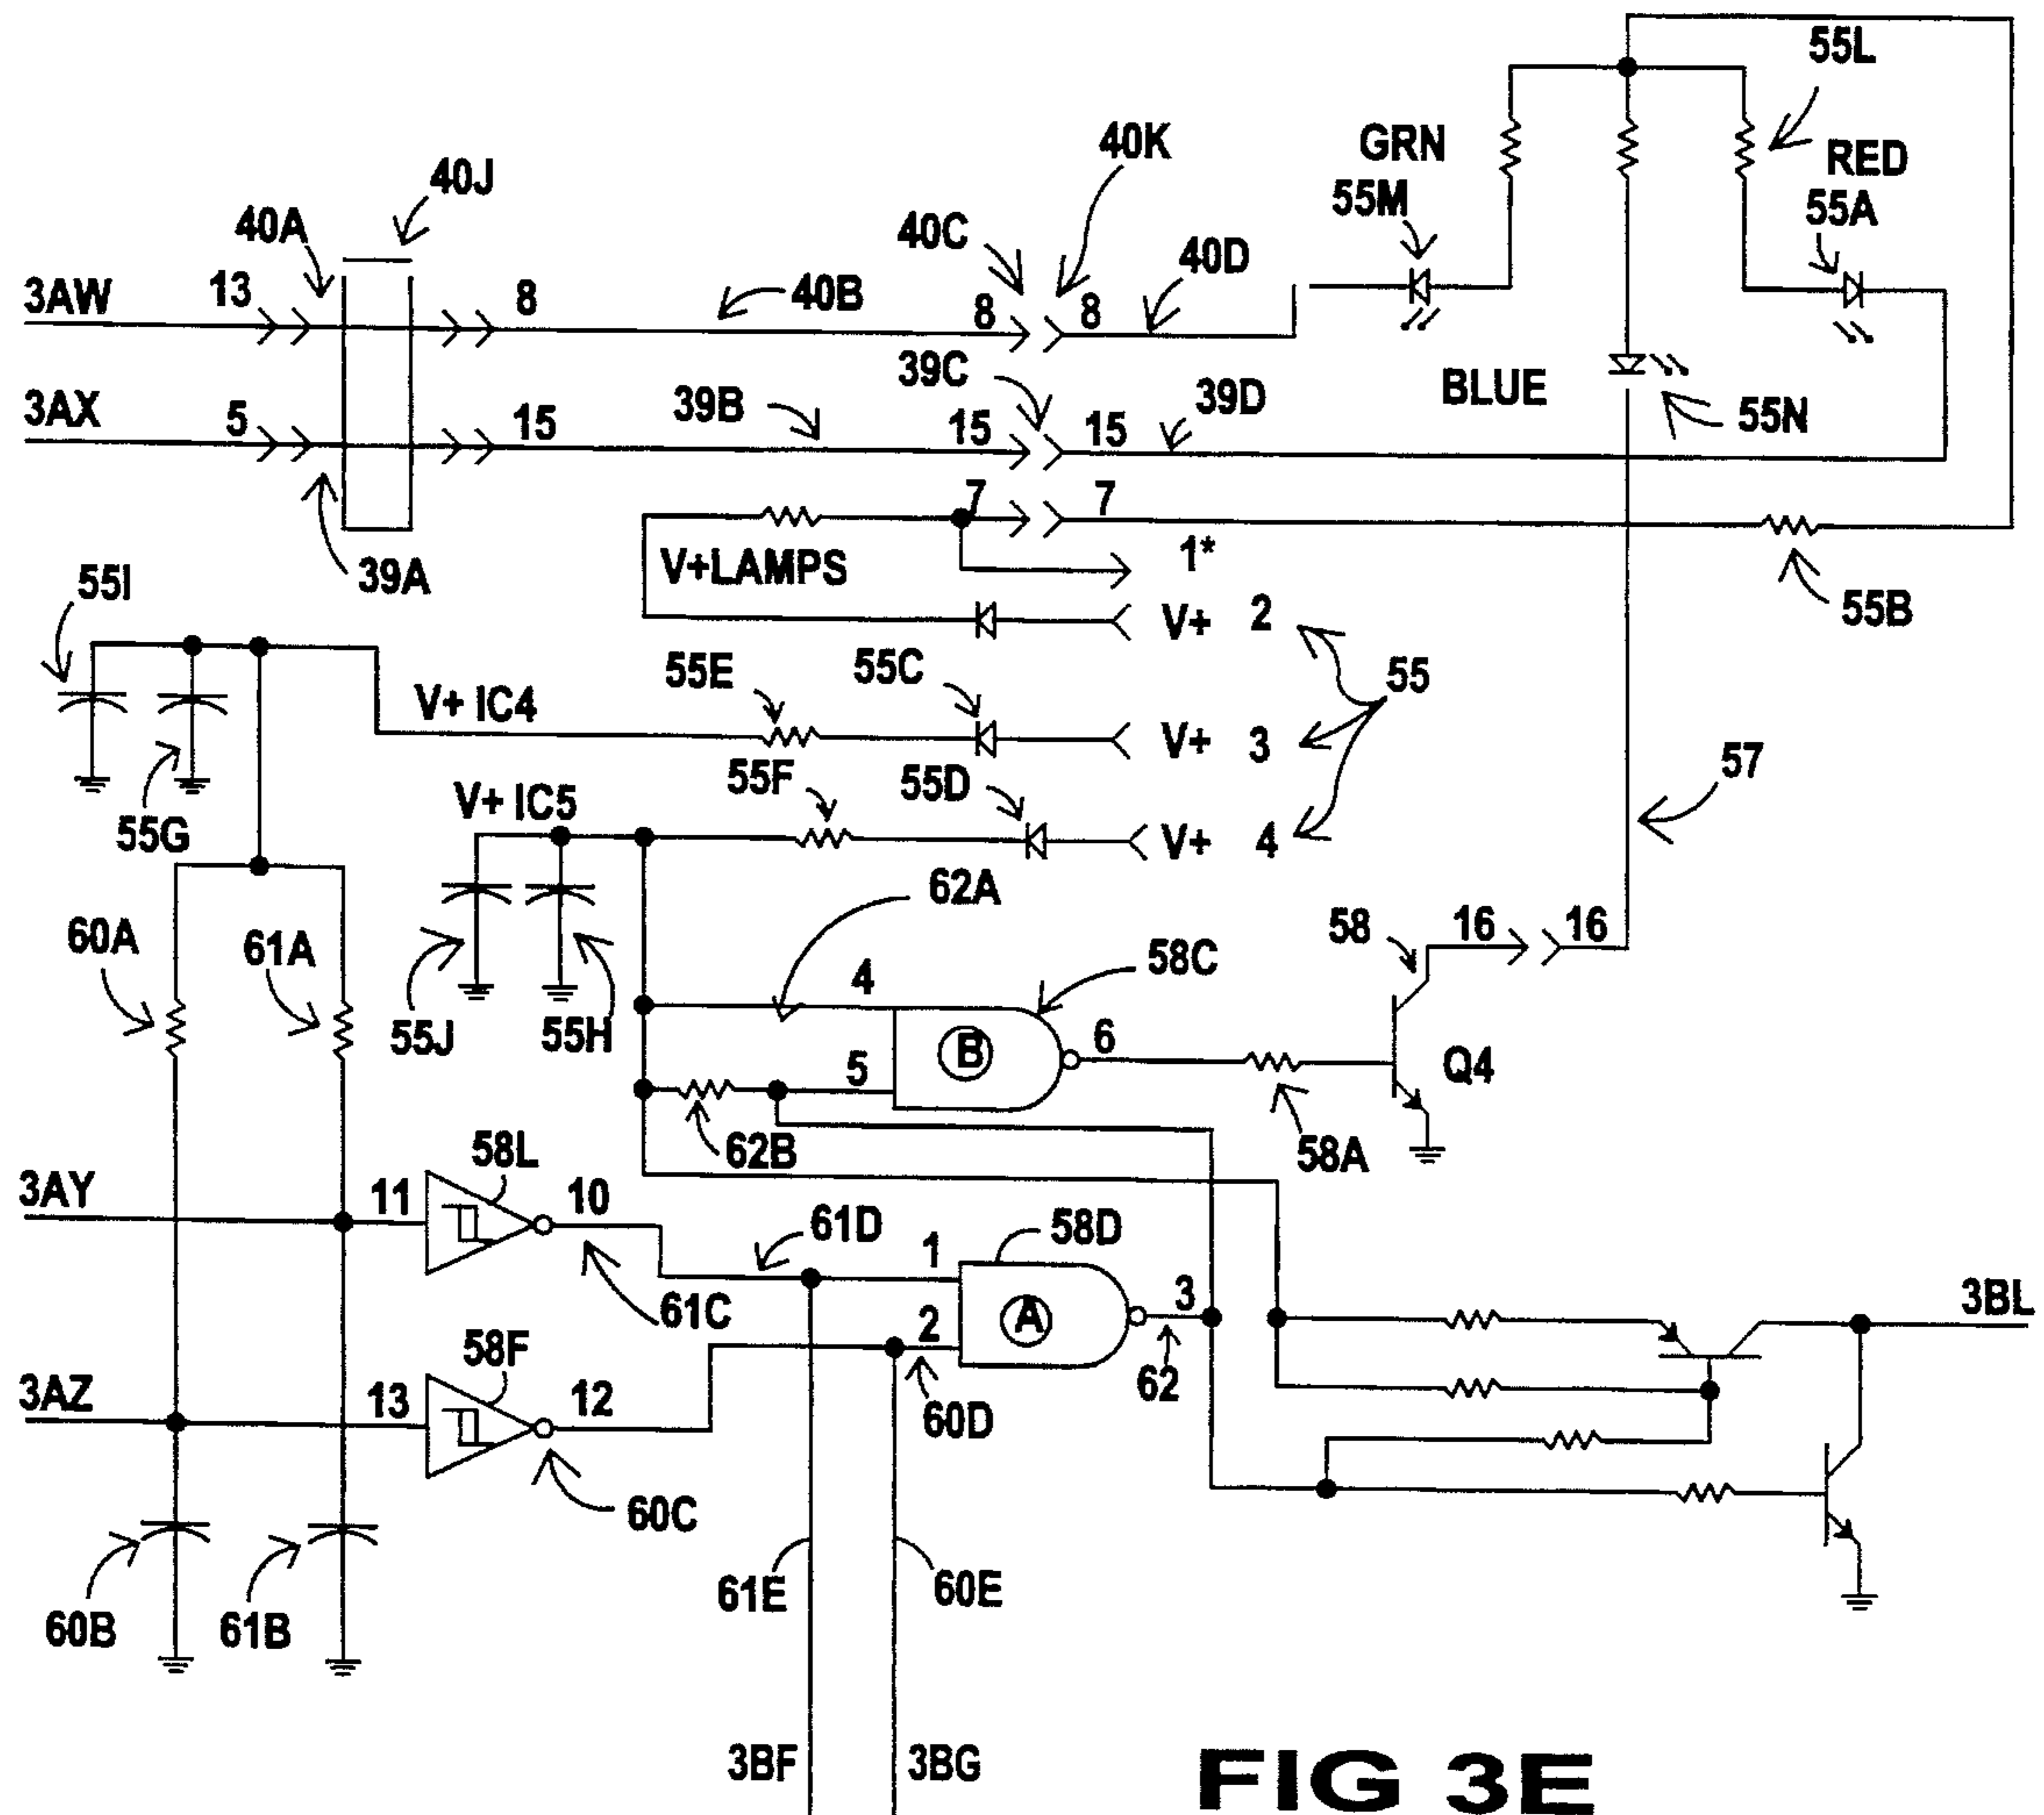 55L
GRN
40K
RED
40J
55M
55A
40A
40C
40D
3AW
13
8
40B
8
8
39C
BLUE
3AX
5
15
39B
15
15
39D
55N
7
7
39A
V+LAMPS
1*
55I
V+
2
55B
55E
55C
55
V+ IC4
V+
3
57
55F
55D
V+ IC5
55G
V+
4
62A
60A
61A
58
16
16
58C
4
55J
55H
B
6
Q4
5
62B
58A
58L
3AY
11
10
61D
1
58D
61C
3
3BL
58F
2
A
3AZ
13
12
60D
62
60C
61E
60E
60B
61B
3BF
3BG
FIG 3E